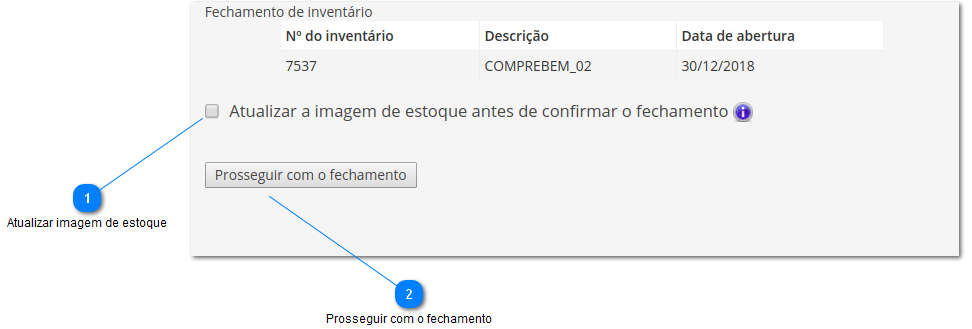 Fechamento de inventário
Nº do inventário Descrição Data de abertura
7537 COMPREBEM_02 30/12/2018
Atualizar a imagem de estoque antes de confirmar o fechamento i
Prosseguir com o fechamento
1
Atualizar imagem de estoque
2
Prosseguir com o fechamento